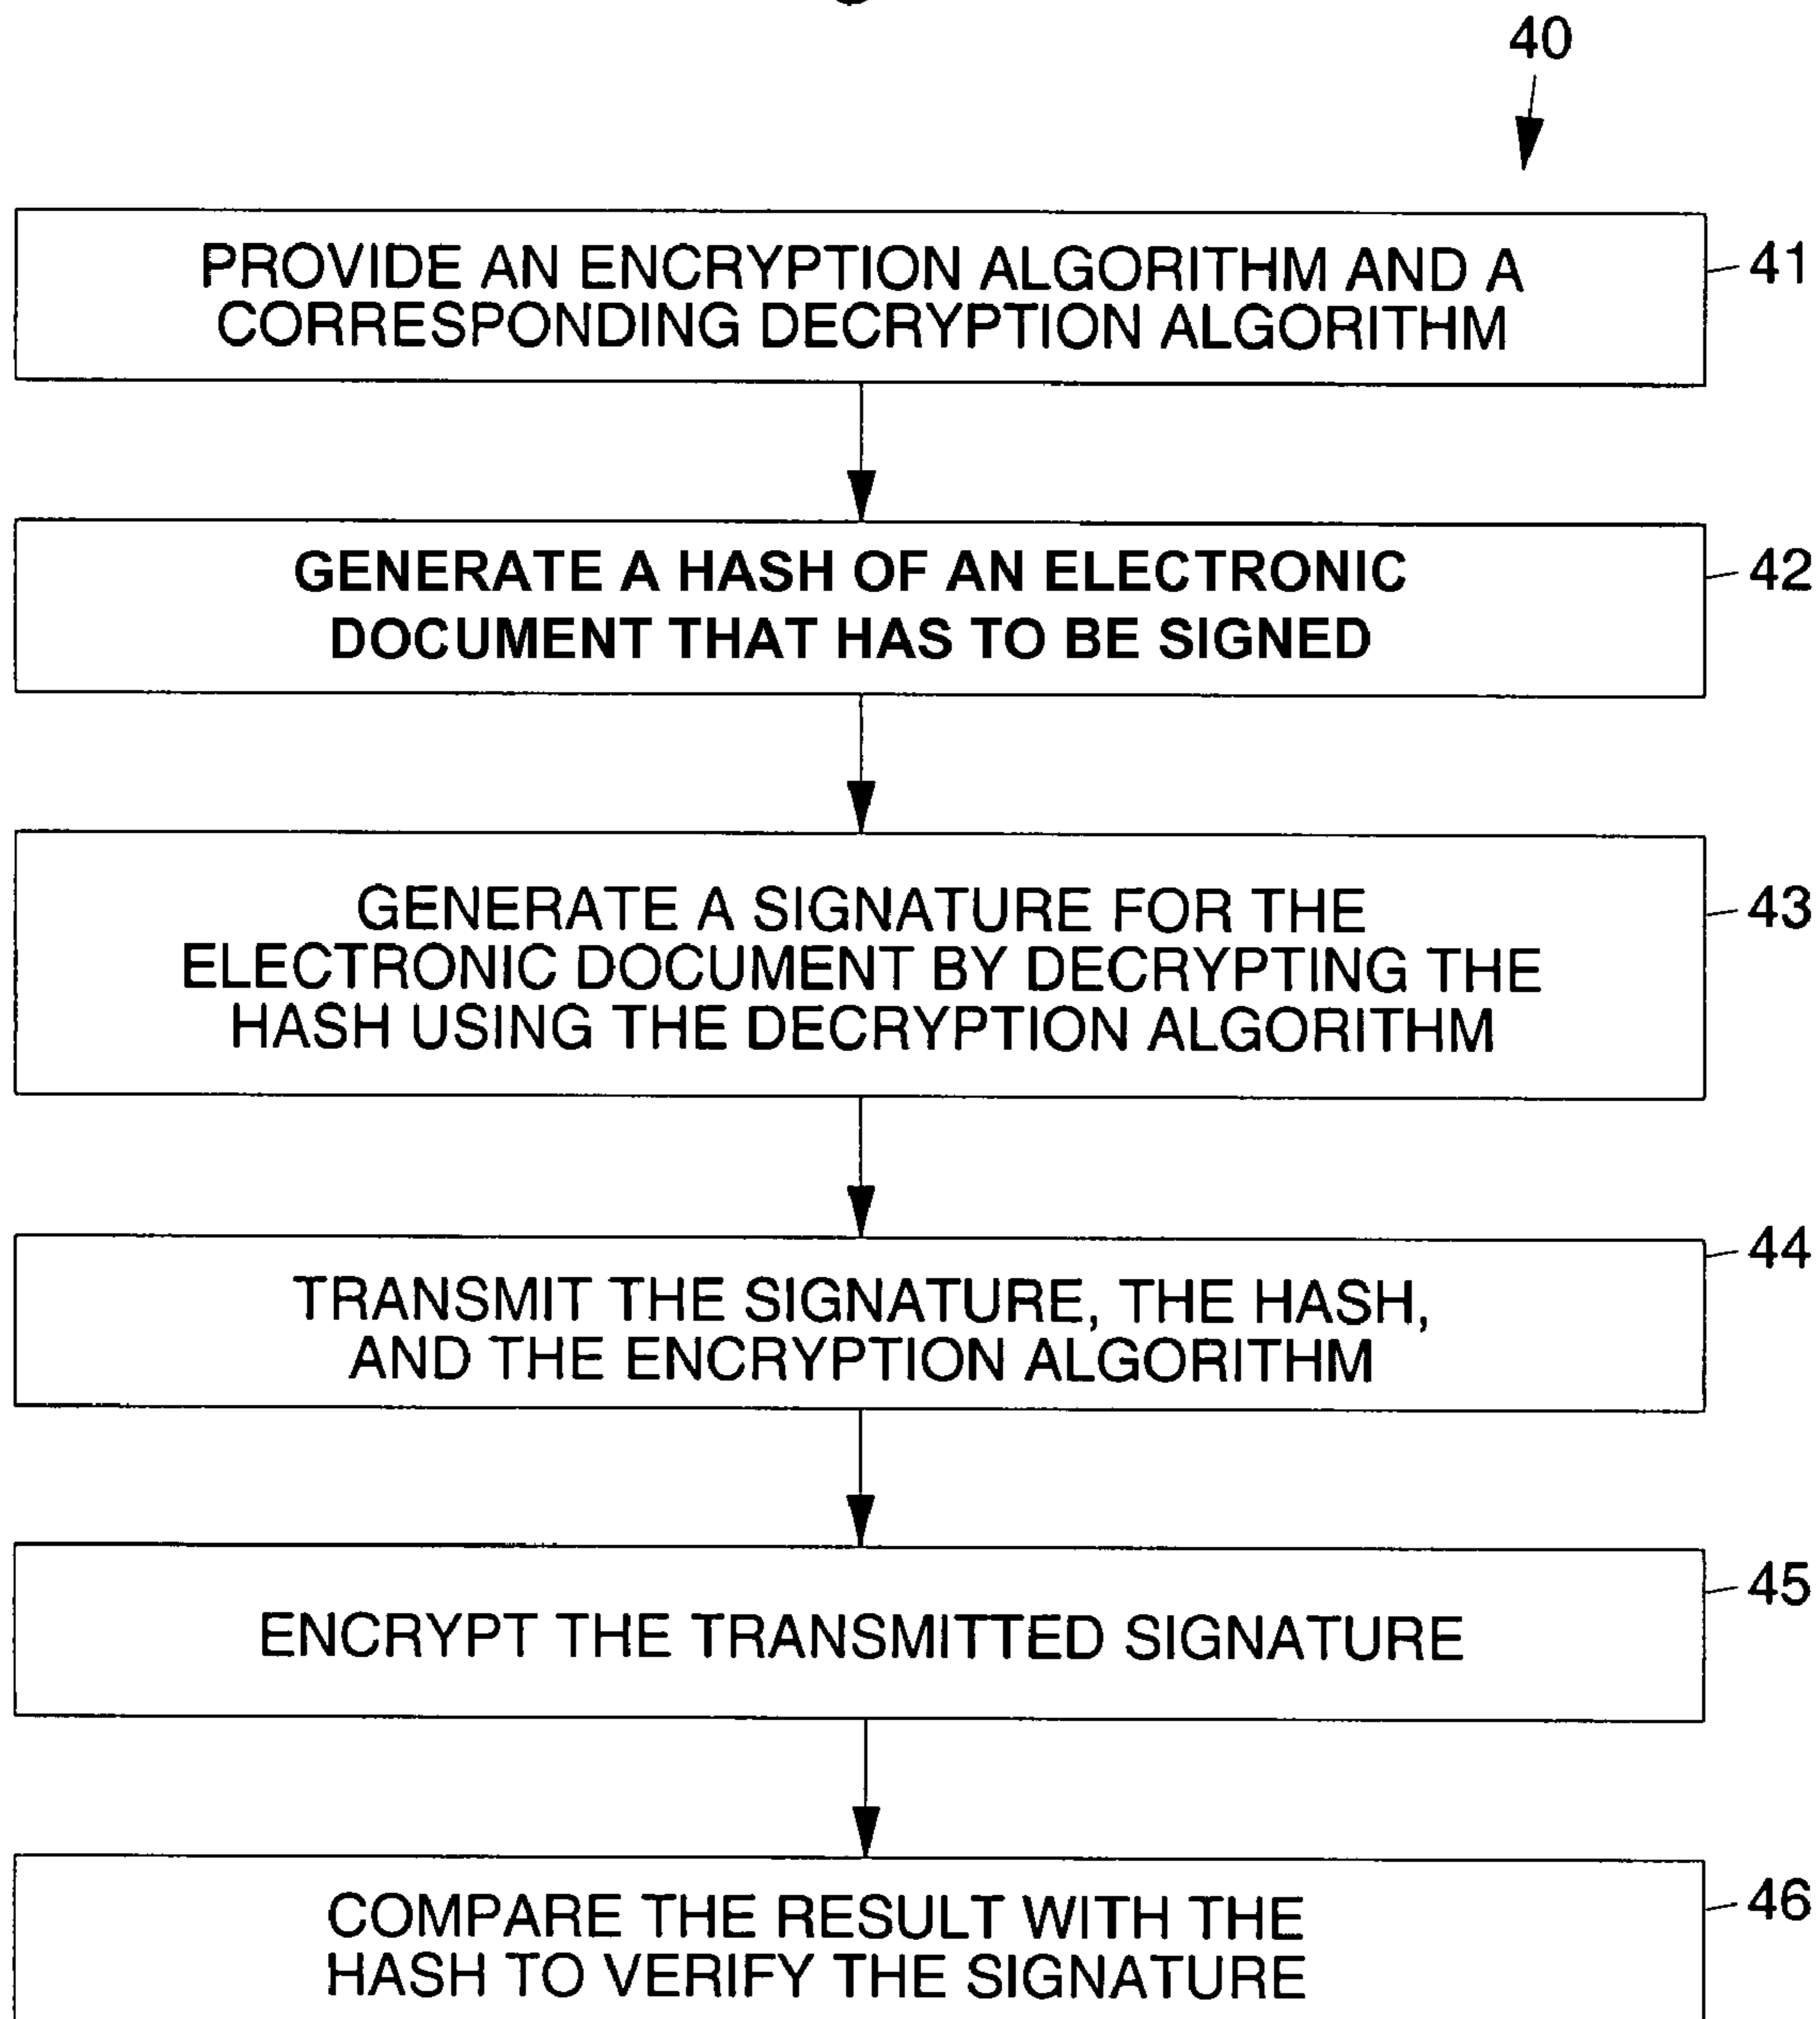 40
PROVIDE AN ENCRYPTION ALGORITHM AND A
CORRESPONDING DECRYPTION ALGORITHM
41
GENERATE A HASH OF AN ELECTRONIC
DOCUMENT THAT HAS TO BE SIGNED
42
GENERATE A SIGNATURE FOR THE
ELECTRONIC DOCUMENT BY DECRYPTING THE
HASH USING THE DECRYPTION ALGORITHM
43
TRANSMIT THE SIGNATURE, THE HASH,
AND THE ENCRYPTION ALGORITHM
44
ENCRYPT THE TRANSMITTED SIGNATURE
45
COMPARE THE RESULT WITH THE
HASH TO VERIFY THE SIGNATURE
46